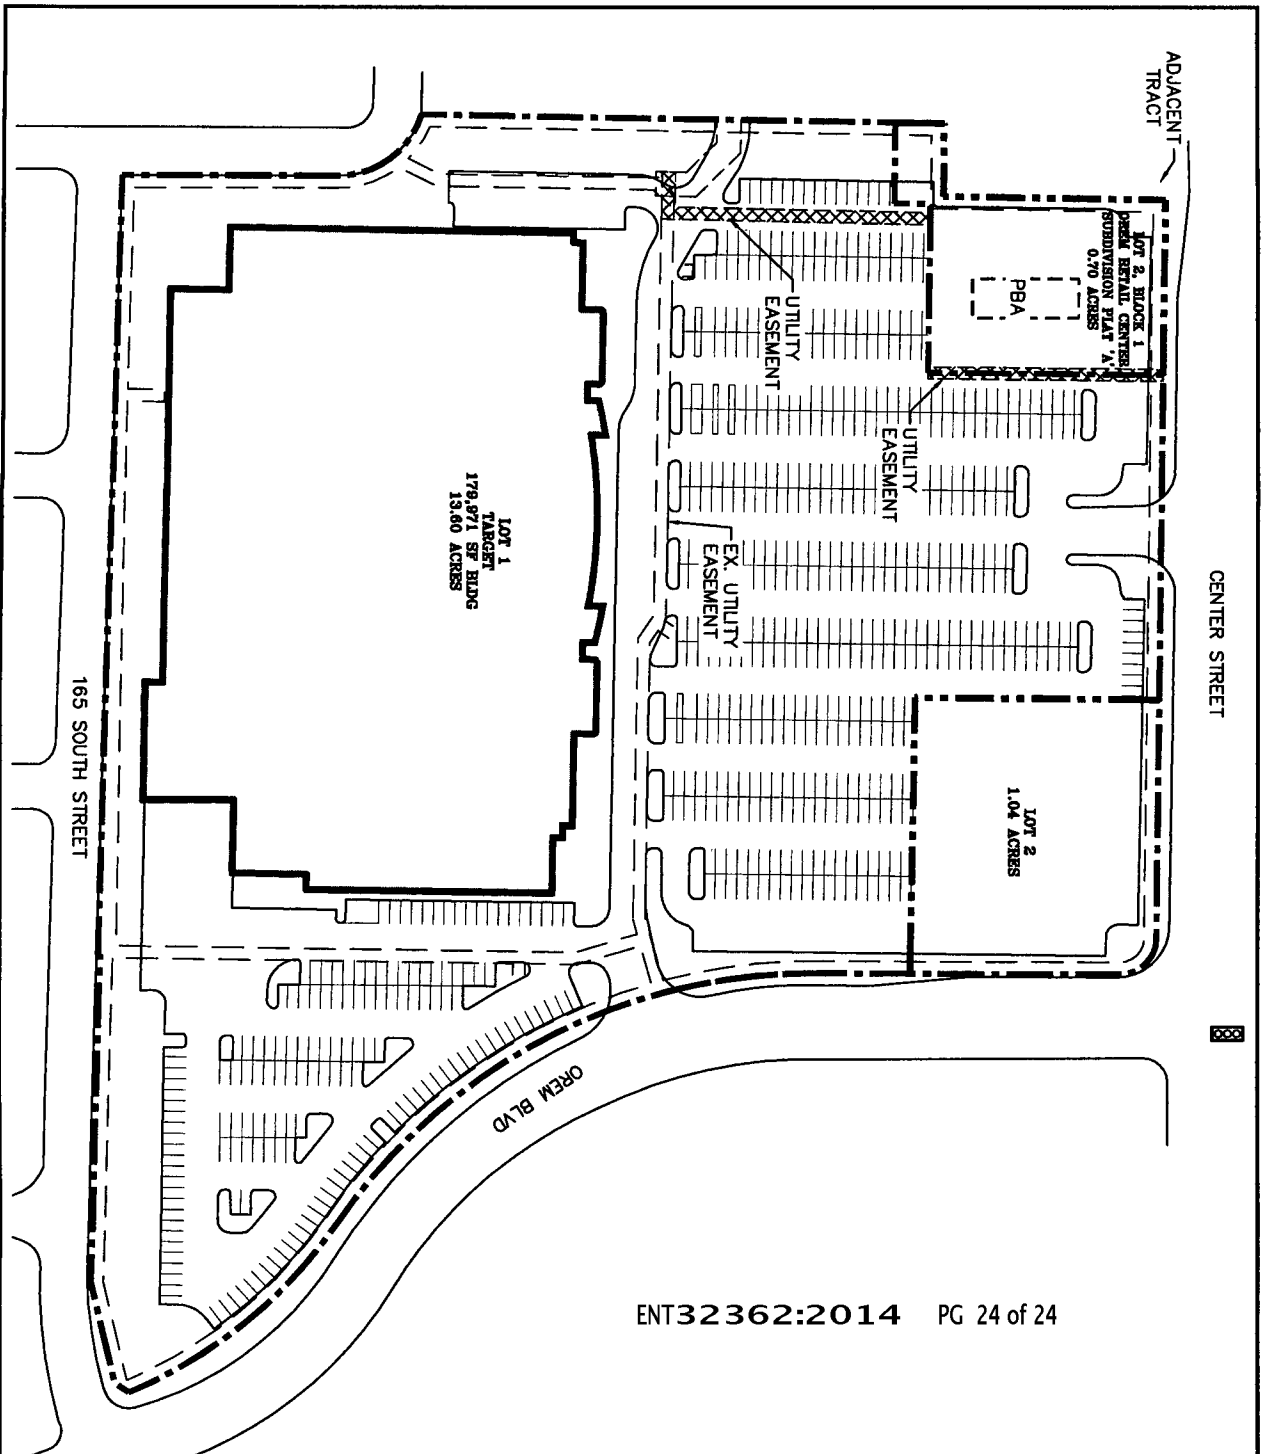 ADJACENT
TRACT
LOT 2, BLOCK 1
OREM RETAIL CENTER
SUBDIVISION PLAT 'A'
0.70 ACRES
PBA
UTILITY
EASEMENT
UTILITY
EASEMENT
EX. UTILITY
EASEMENT
CENTER STREET
LOT 1
TARGET
179,971 SF BLDG
13.60 ACRES
LOT 2
1.04 ACRES
165 SOUTH STREET
OREM BLVD
ENT 32362:2014 PG 24 of 24